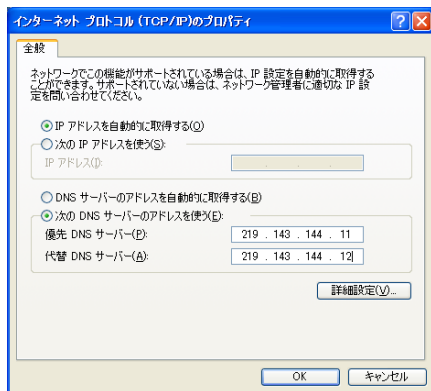 インターネット プロトコル (TCP/IP)のプロパティ
全般
ネットワークでこの機能がサポートされている場合は、IP 設定を自動的に取得する
ことができます。サポートされていない場合は、ネットワーク管理者に適切な IP 設
定を問い合わせてください。
IP アドレスを自動的に取得する(O)
次の IP アドレスを使う(S):
IP アドレス(I):
DNS サーバーのアドレスを自動的に取得する(B)
次の DNS サーバーのアドレスを使う(E):
優先 DNS サーバー(P): 219 . 143 . 144 . 11
代替 DNS サーバー(A): 219 . 143 . 144 . 12
詳細設定(V)...
OK キャンセル